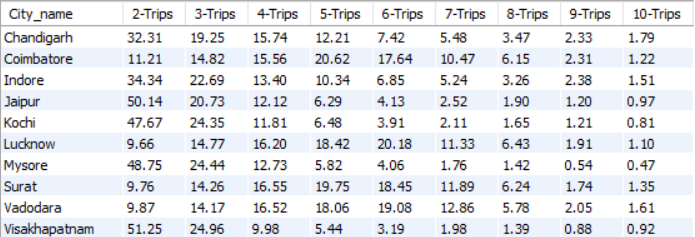 City_name 2-Trips 3-Trips 4-Trips 5-Trips 6-Trips 7-Trips 8-Trips 9-Trips 10-Trips
Chandigarh 32.31 19.25 15.74 12.21 7.42 5.48 3.47 2.33 1.79
Coimbatore 11.21 14.82 15.56 20.62 17.64 10.47 6.15 2.31 1.22
Indore 34.34 22.69 13.40 10.34 6.85 5.24 3.26 2.38 1.51
Jaipur 50.14 20.73 12.12 6.29 4.13 2.52 1.90 1.20 0.97
Kochi 47.67 24.35 11.81 6.48 3.91 2.11 1.65 1.21 0.81
Lucknow 9.66 14.77 16.20 18.42 20.18 11.33 6.43 1.91 1.10
Mysore 48.75 24.44 12.73 5.82 4.06 1.76 1.42 0.54 0.47
Surat 9.76 14.26 16.55 19.75 18.45 11.89 6.24 1.74 1.35
Vadodara 9.87 14.17 16.52 18.06 19.08 12.86 5.78 2.05 1.61
Visakhapatnam 51.25 24.96 9.98 5.44 3.19 1.98 1.39 0.88 0.92